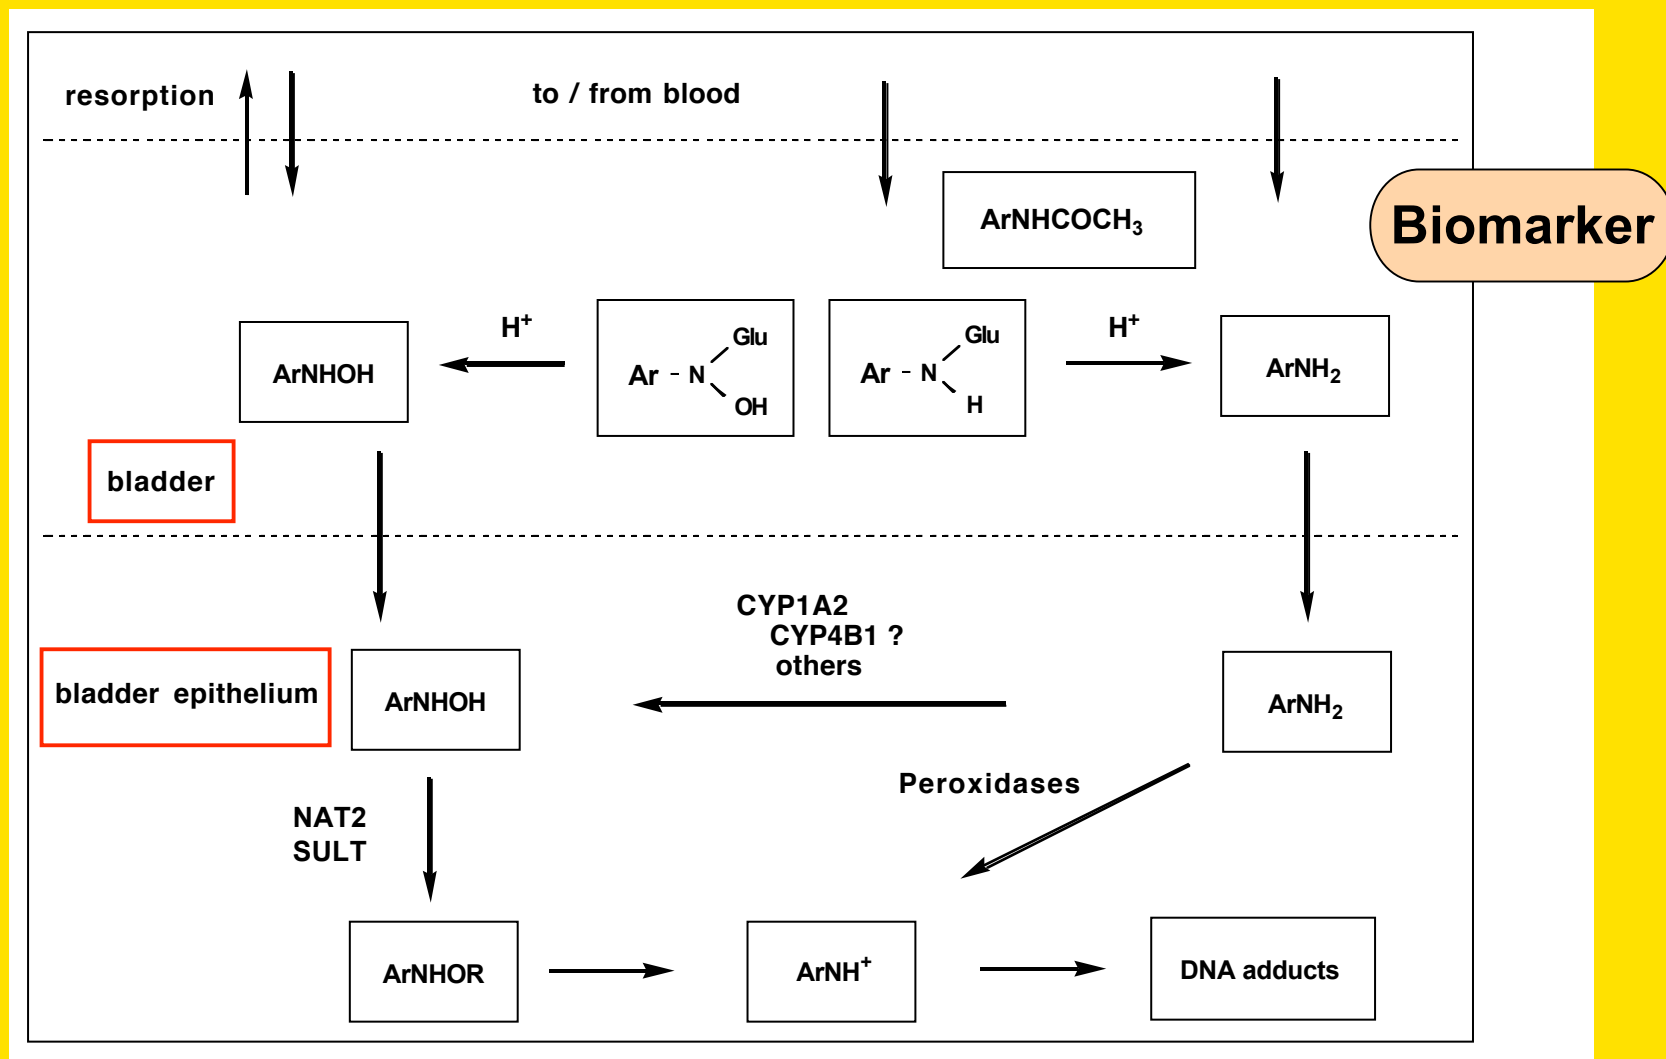 resorption
to / from blood
ArNHCOCH₃
Biomarker
ArNHOH
H⁺
Glu
Ar - N
OH
Glu
Ar - N
H
H⁺
ArNH₂
bladder
CYP1A2
CYP4B1 ?
others
bladder epithelium
ArNHOH
ArNH₂
Peroxidases
NAT2
SULT
ArNHOR
ArNH⁺
DNA adducts